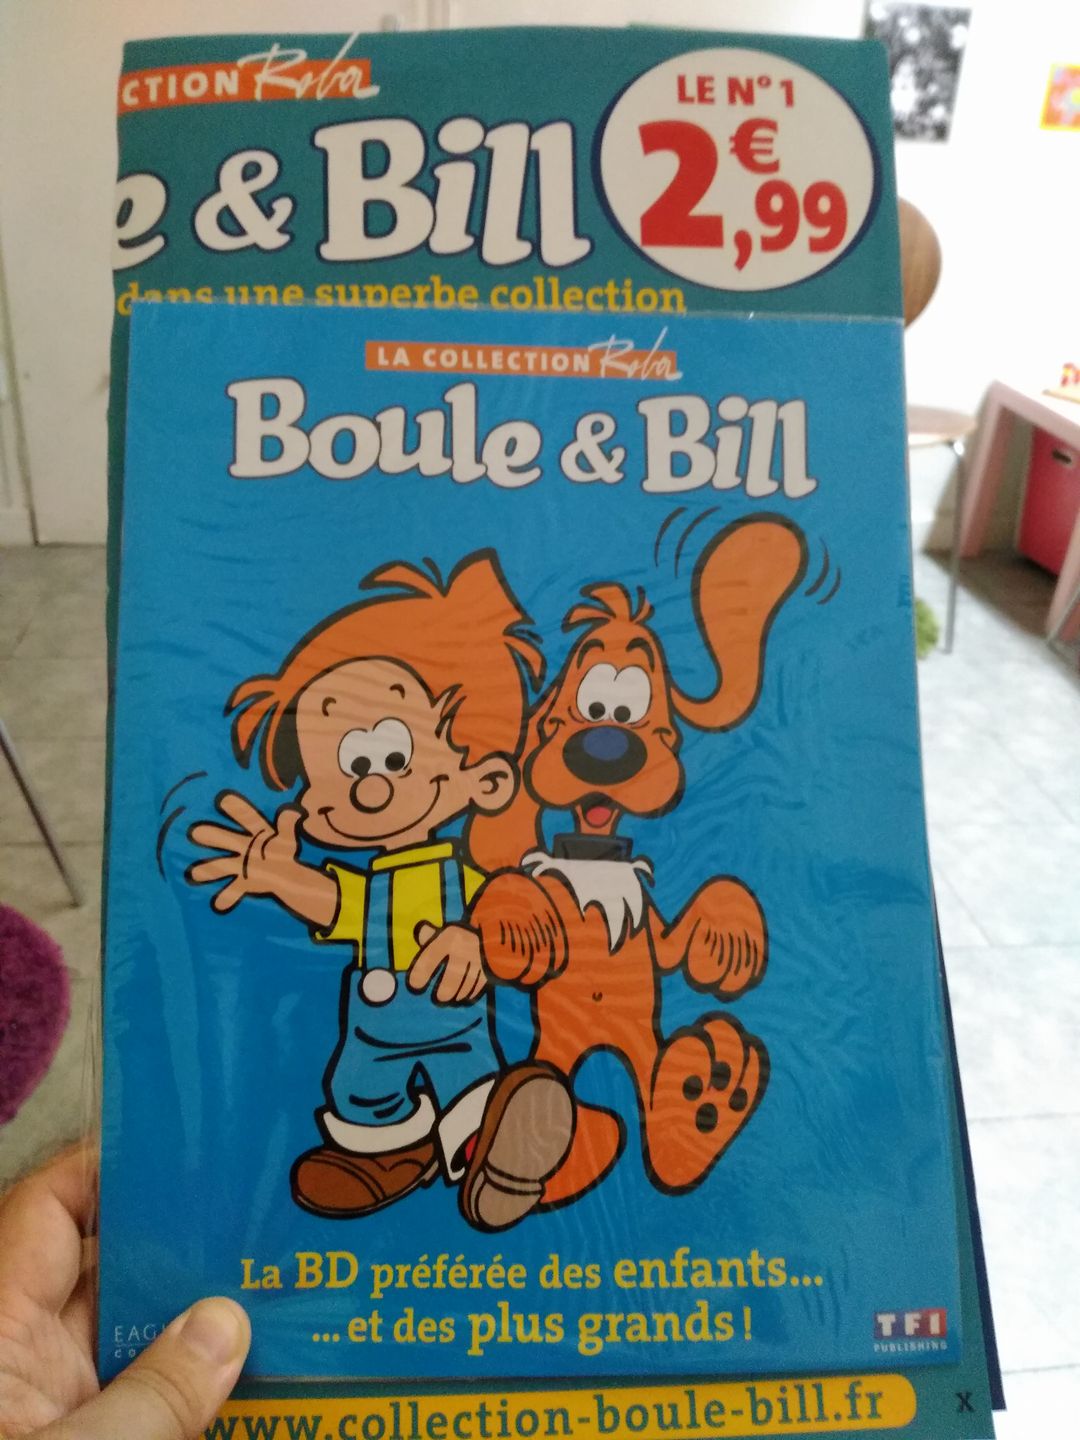 CTION Roba
LE N° 1
2,99 €
e & Bill
dans une superbe collection
LA COLLECTION Roba
Boule & Bill
La BD préférée des enfants...
... et des plus grands !
TF1
PUBLISHING
www.collection-boule-bill.fr
X